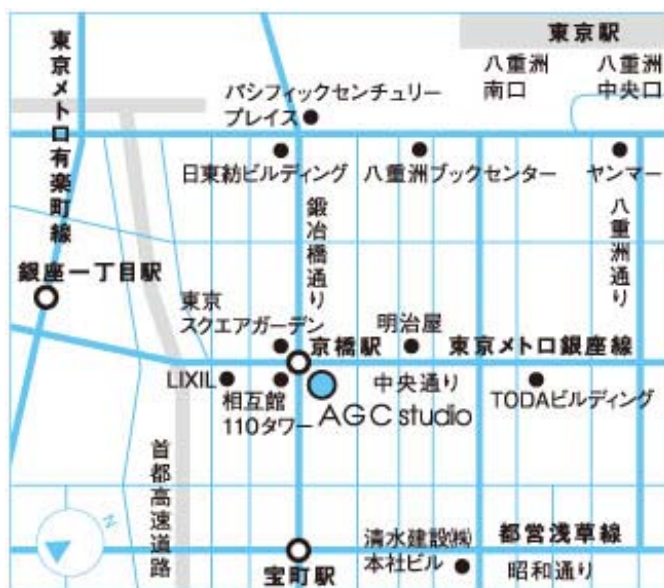 東京駅
八重洲
南口
八重洲
中央口
東京メトロ有楽町線
パシフィックセンチュリー
プレイス
日東紡ビルディング
八重洲ブックセンター
ヤンマー
鍛冶橋通り
八重洲通り
銀座一丁目駅
東京
スクエアガーデン
明治屋
京橋駅
東京メトロ銀座線
LIXIL
相互館
110タワー
中央通り
AGC studio
TODAビルディング
首都高速道路
N
清水建設㈱
本社ビル
都営浅草線
宝町駅
昭和通り